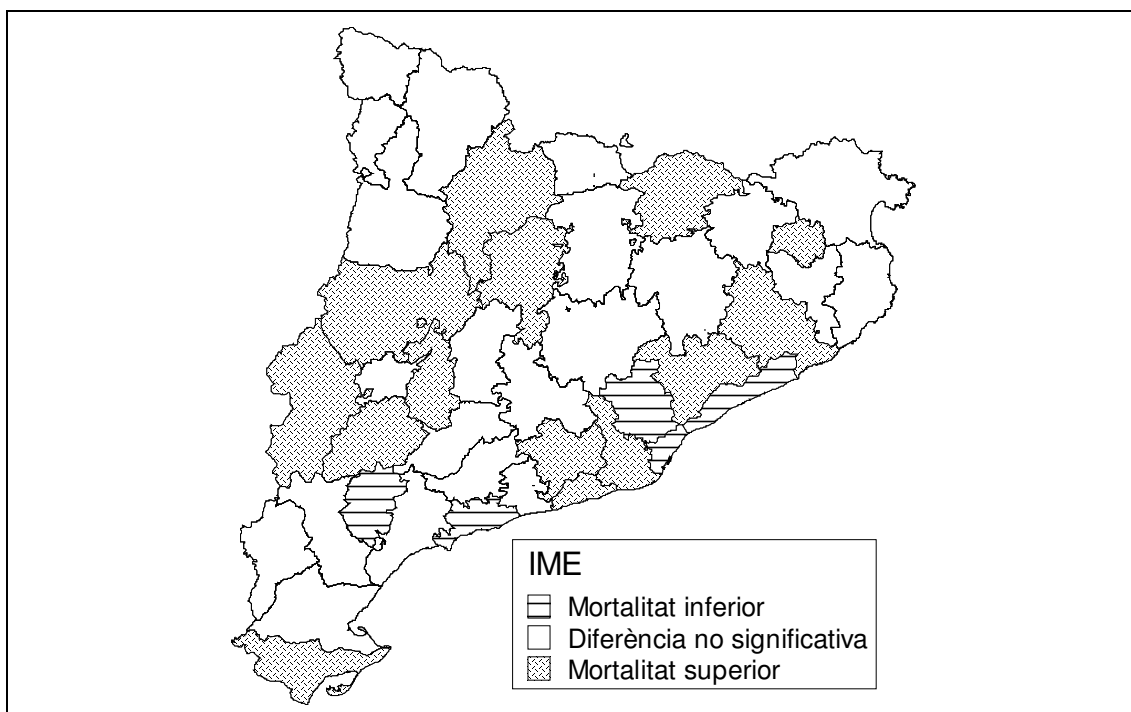 IME
Mortalitat inferior
Diferència no significativa
Mortalitat superior